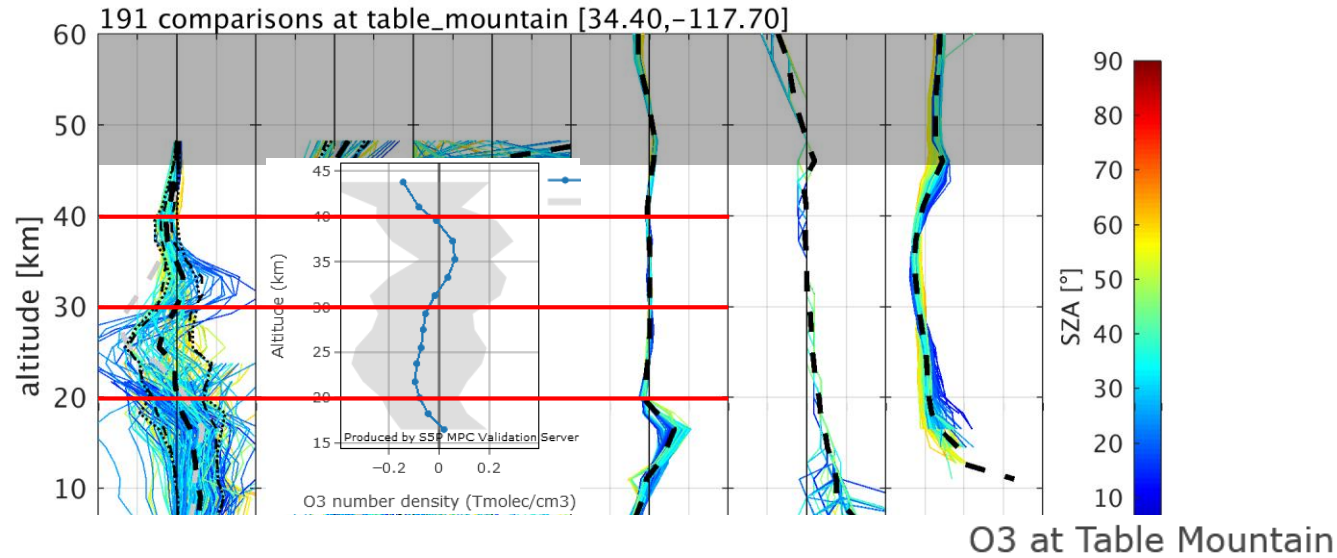 191 comparisons at table_mountain [34.40,-117.70]
60
50
40
30
20
10
altitude [km]
45
40
35
30
25
20
15
Altitude (km)
Produced by S5P MPC Validation Server
−0.2 0 0.2
O3 number density (Tmolec/cm3)
90
80
70
60
50
40
30
20
10
SZA [°]
O3 at Table Mountain